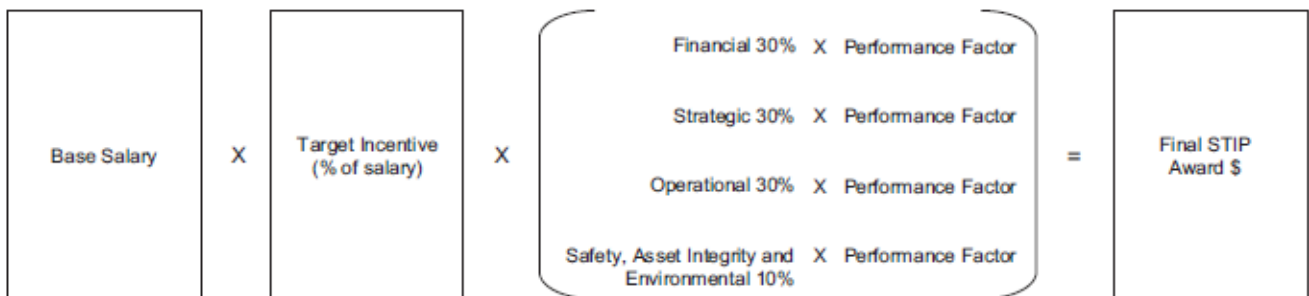 Financial 30% X Performance Factor
Strategic 30% X Performance Factor
Base Salary X Target Incentive (% of salary) X = Final STIP Award $
Operational 30% X Performance Factor
Safety, Asset Integrity and Environmental 10% X Performance Factor